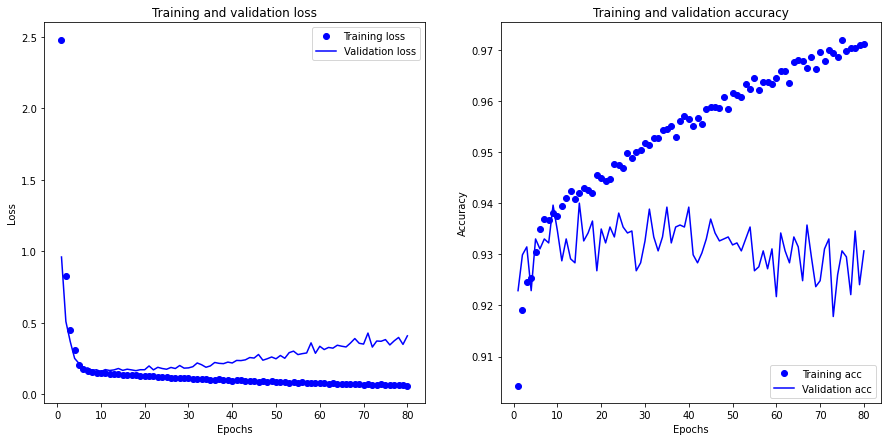 Training and validation loss
2.5
2.0
1.5
1.0
0.5
0.0
Loss
Training loss
Validation loss
0 10 20 30 40 50 60 70 80
Epochs
Training and validation accuracy
0.97
0.96
0.95
0.94
0.93
0.92
0.91
Accuracy
Training acc
Validation acc
0 10 20 30 40 50 60 70 80
Epochs